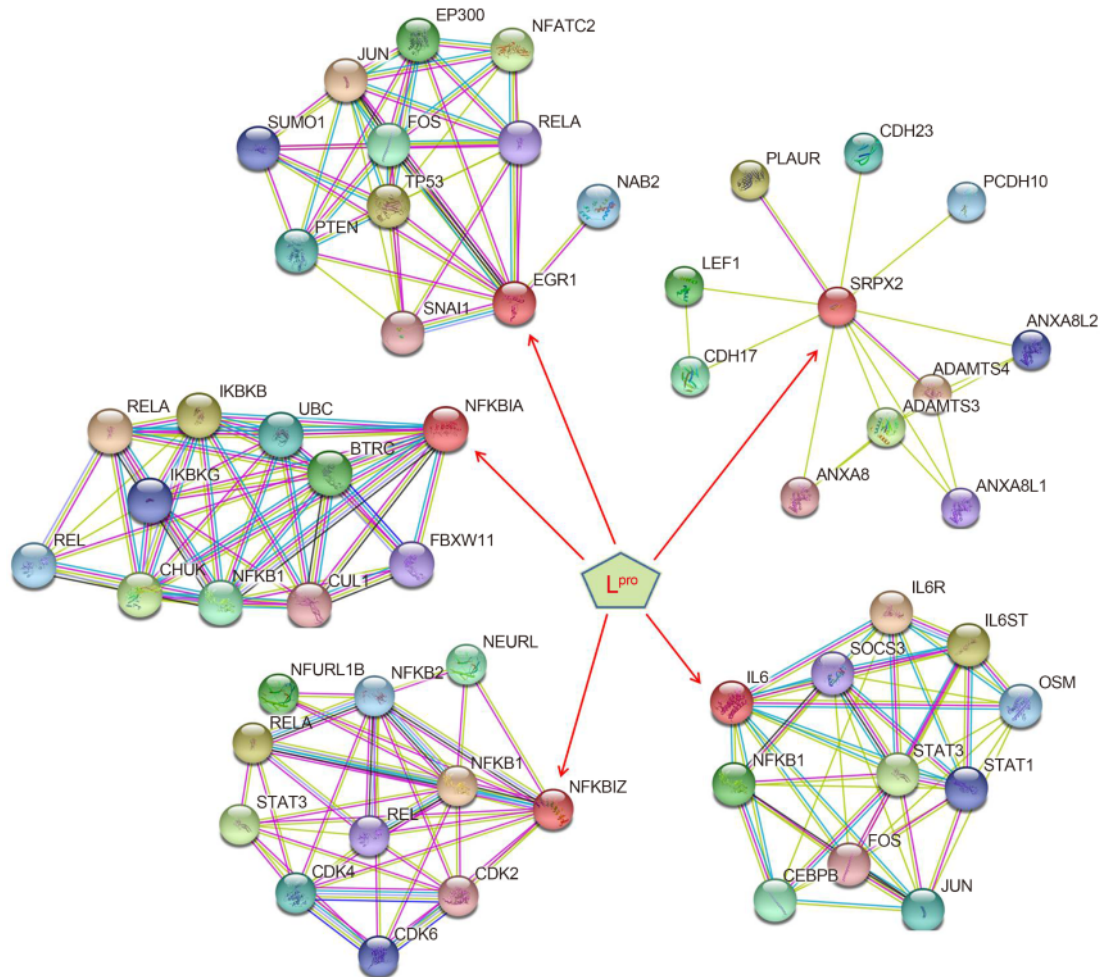 EP300
NFATC2
JUN
SUMO1
FOS
RELA
TP53
NAB2
PTEN
EGR1
SNAI1
CDH23
PLAUR
PCDH10
LEF1
SRPX2
ANXA8L2
CDH17
ADAMTS4
ADAMTS3
ANXA8
ANXA8L1
RELA
IKBKB
UBC
NFKBIA
BTRC
IKBKG
REL
FBXW11
CHUK
NFKB1
CUL1
Lpro
NEURL
NFURL1B
NFKB2
RELA
NFKB1
NFKBIZ
STAT3
REL
CDK4
CDK2
CDK6
IL6R
IL6ST
SOCS3
IL6
OSM
NFKB1
STAT3
STAT1
FOS
CEBPB
JUN